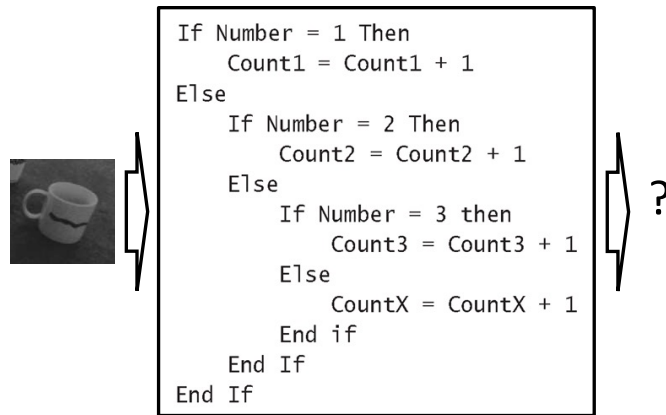 If Number = 1 Then
Count1 = Count1 + 1
Else
If Number = 2 Then
Count2 = Count2 + 1
Else
If Number = 3 then
Count3 = Count3 + 1
Else
CountX = CountX + 1
End if
End If
End If
?